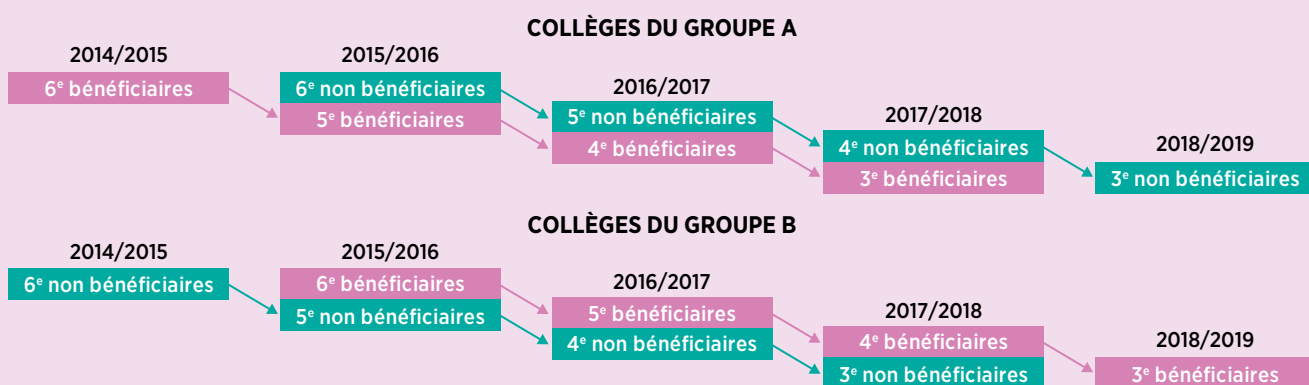 COLLÈGES DU GROUPE A
2014/2015
2015/2016
6e bénéficiaires
6e non bénéficiaires
2016/2017
5e bénéficiaires
5e non bénéficiaires
2017/2018
4e bénéficiaires
4e non bénéficiaires
2018/2019
3e bénéficiaires
3e non bénéficiaires
COLLÈGES DU GROUPE B
2014/2015
2015/2016
6e non bénéficiaires
6e bénéficiaires
2016/2017
5e non bénéficiaires
5e bénéficiaires
2017/2018
4e non bénéficiaires
4e bénéficiaires
2018/2019
3e non bénéficiaires
3e bénéficiaires